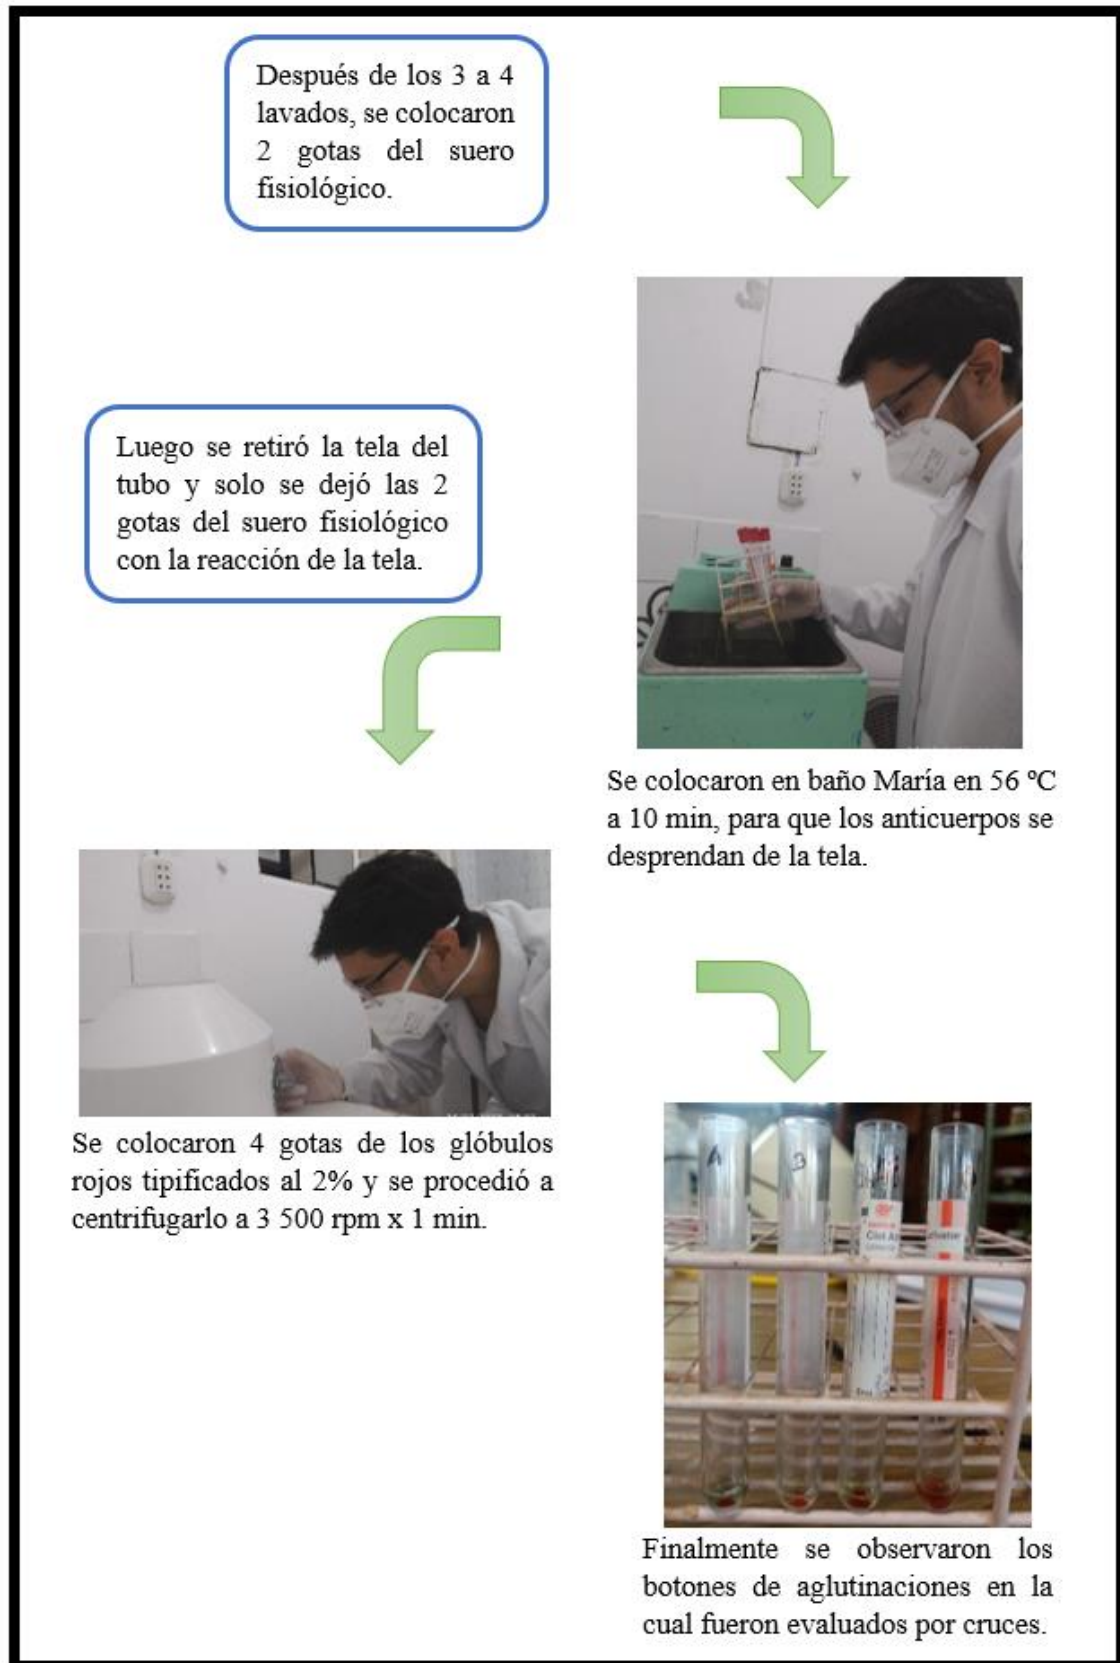 Después de los 3 a 4
lavados, se colocaron
2 gotas del suero
fisiológico.
Se colocaron en baño María en 56 ºC
a 10 min, para que los anticuerpos se
desprendan de la tela.
Luego se retiró la tela del
tubo y solo se dejó las 2
gotas del suero fisiológico
con la reacción de la tela.
Se colocaron 4 gotas de los glóbulos
rojos tipificados al 2% y se procedió a
centrifugarlo a 3 500 rpm x 1 min.
A
B
Finalmente se observaron los
botones de aglutinaciones en la
cual fueron evaluados por cruces.